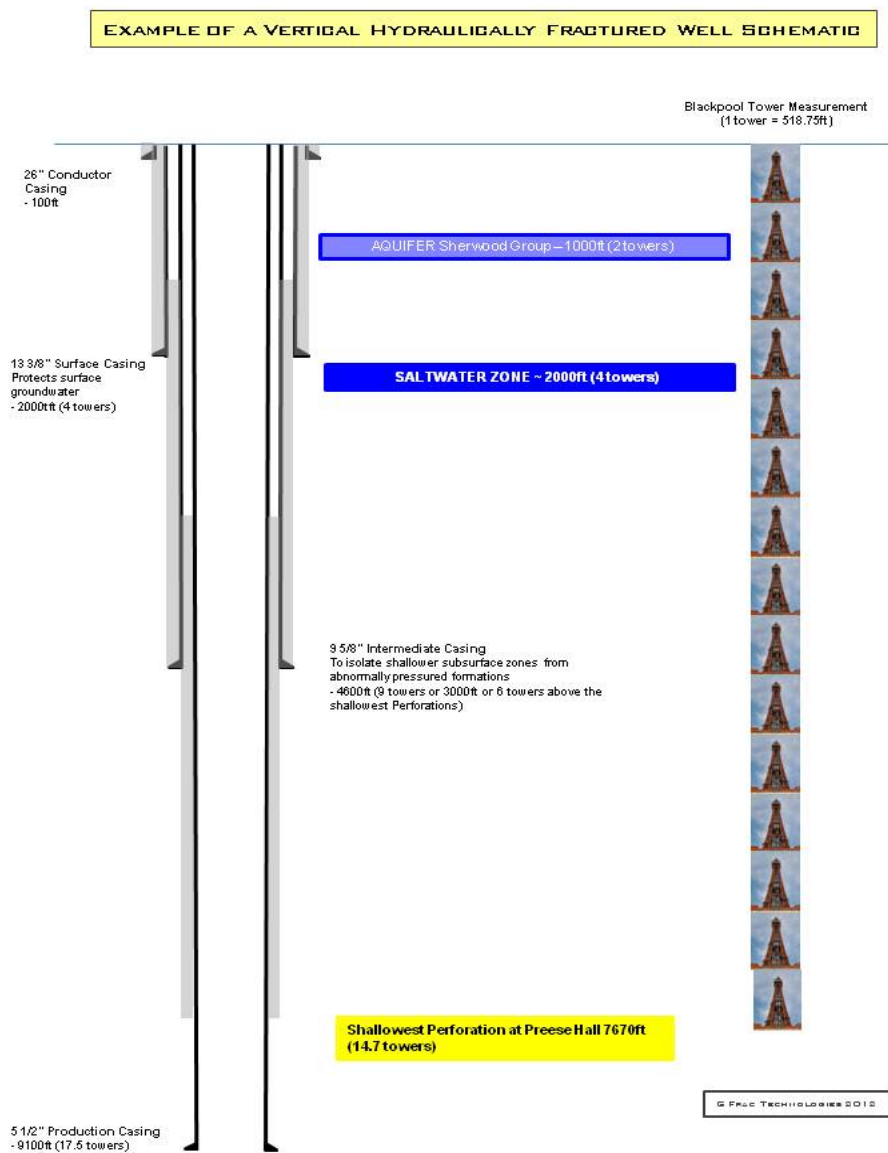 EXAMPLE OF A VERTICAL HYDRAULICALLY FRACTURED WELL SCHEMATIC
Blackpool Tower Measurement
(1 tower = 518.75ft)
26" Conductor
Casing
- 100ft
AQUIFER Sherwood Group – 1000ft (2 towers)
13 3/8" Surface Casing
Protects surface
groundwater
- 2000tft (4 towers)
SALTWATER ZONE ~ 2000ft (4 towers)
9 5/8" Intermediate Casing
To isolate shallower subsurface zones from
abnormally pressured formations
- 4600ft (9 towers or 3000ft or 6 towers above the
shallowest Perforations)
Shallowest Perforation at Preese Hall 7670ft
(14.7 towers)
FRAC TECHNOLOGIES 2012
5 1/2" Production Casing
- 9100ft (17.5 towers)